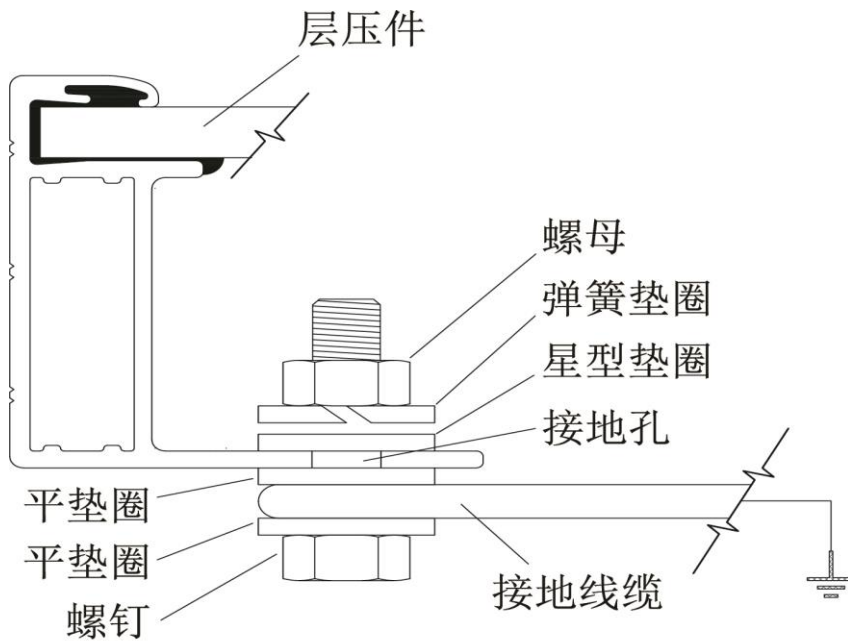 层压件
螺母
弹簧垫圈
星型垫圈
接地孔
平垫圈
平垫圈
接地线缆
螺钉